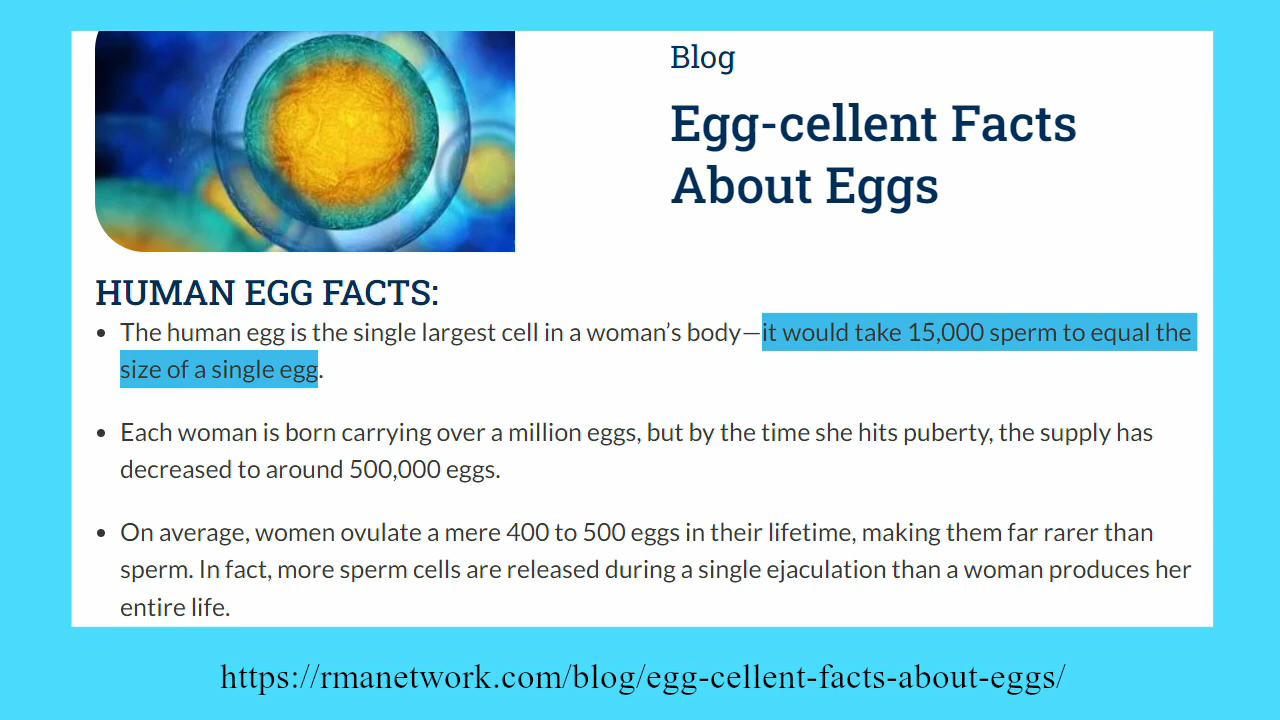 Blog
Egg-cellent Facts
About Eggs
HUMAN EGG FACTS:
• The human egg is the single largest cell in a woman’s body—it would take 15,000 sperm to equal the
size of a single egg.
• Each woman is born carrying over a million eggs, but by the time she hits puberty, the supply has
decreased to around 500,000 eggs.
• On average, women ovulate a mere 400 to 500 eggs in their lifetime, making them far rarer than
sperm. In fact, more sperm cells are released during a single ejaculation than a woman produces her
entire life.
https://rmanetwork.com/blog/egg-cellent-facts-about-eggs/